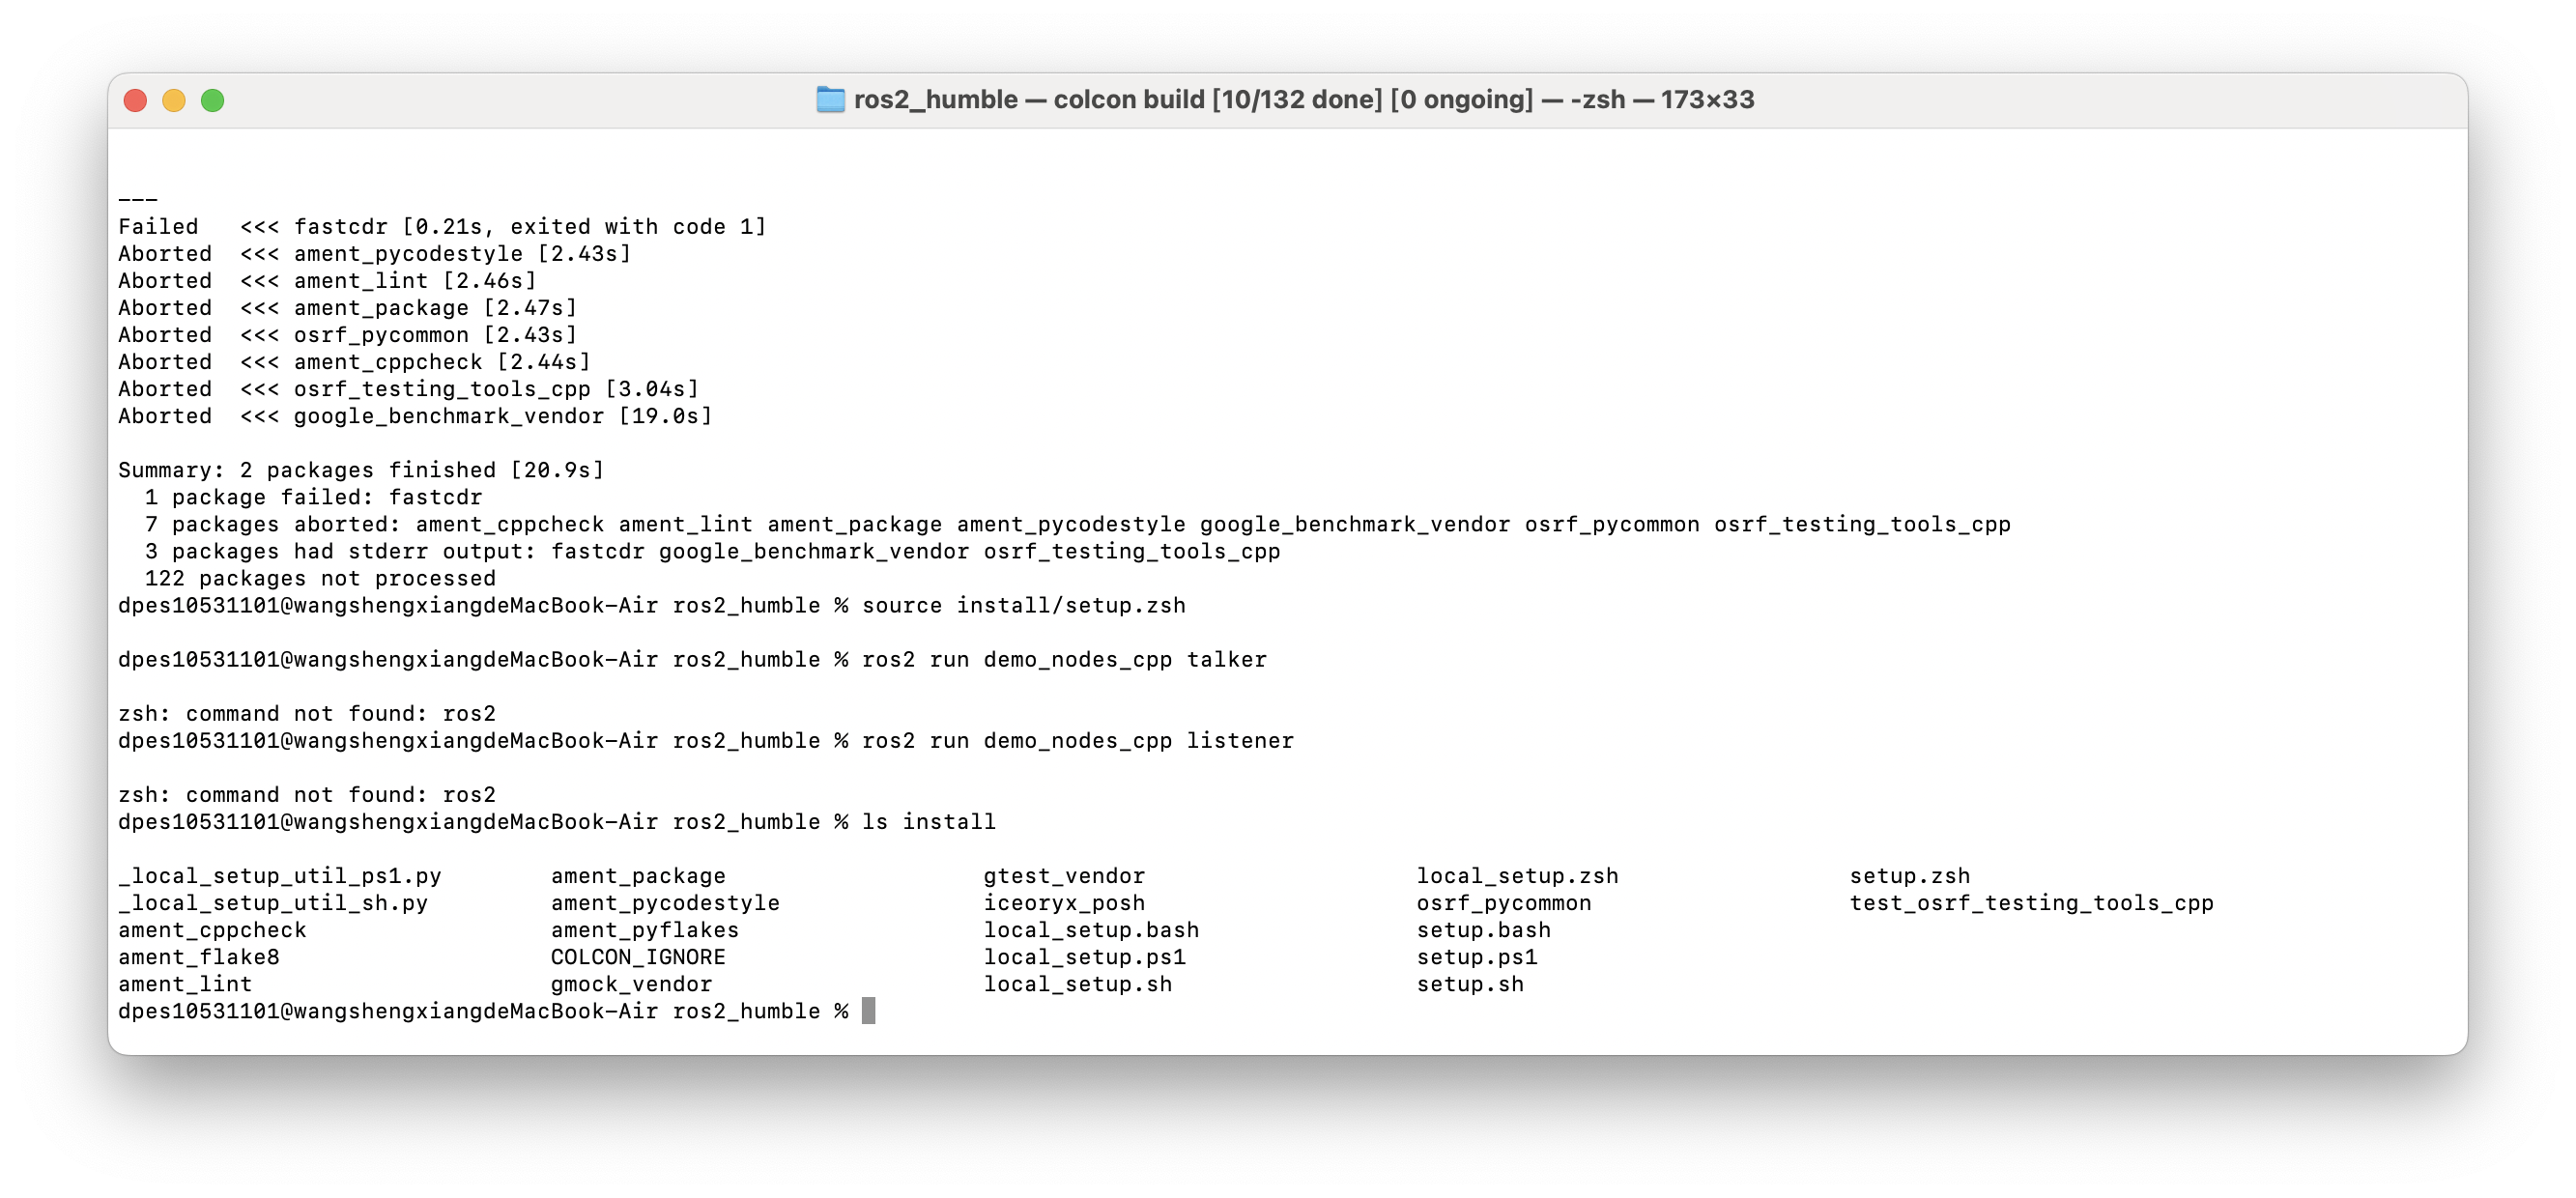 ros2_humble — colcon build [10/132 done] [0 ongoing] — -zsh — 173×33
---
Failed   <<< fastcdr [0.21s, exited with code 1]
Aborted  <<< ament_pycodestyle [2.43s]
Aborted  <<< ament_lint [2.46s]
Aborted  <<< ament_package [2.47s]
Aborted  <<< osrf_pycommon [2.43s]
Aborted  <<< ament_cppcheck [2.44s]
Aborted  <<< osrf_testing_tools_cpp [3.04s]
Aborted  <<< google_benchmark_vendor [19.0s]
Summary: 2 packages finished [20.9s]
  1 package failed: fastcdr
  7 packages aborted: ament_cppcheck ament_lint ament_package ament_pycodestyle google_benchmark_vendor osrf_pycommon osrf_testing_tools_cpp
  3 packages had stderr output: fastcdr google_benchmark_vendor osrf_testing_tools_cpp
  122 packages not processed
dpes10531101@wangshengxiangdeMacBook-Air ros2_humble % source install/setup.zsh
dpes10531101@wangshengxiangdeMacBook-Air ros2_humble % ros2 run demo_nodes_cpp talker
zsh: command not found: ros2
dpes10531101@wangshengxiangdeMacBook-Air ros2_humble % ros2 run demo_nodes_cpp listener
zsh: command not found: ros2
dpes10531101@wangshengxiangdeMacBook-Air ros2_humble % ls install
_local_setup_util_ps1.py        ament_package                   gtest_vendor                    local_setup.zsh                 setup.zsh
_local_setup_util_sh.py         ament_pycodestyle               iceoryx_posh                    osrf_pycommon                   test_osrf_testing_tools_cpp
ament_cppcheck                  ament_pyflakes                  local_setup.bash                setup.bash
ament_flake8                    COLCON_IGNORE                   local_setup.ps1                 setup.ps1
ament_lint                      gmock_vendor                    local_setup.sh                  setup.sh
dpes10531101@wangshengxiangdeMacBook-Air ros2_humble %